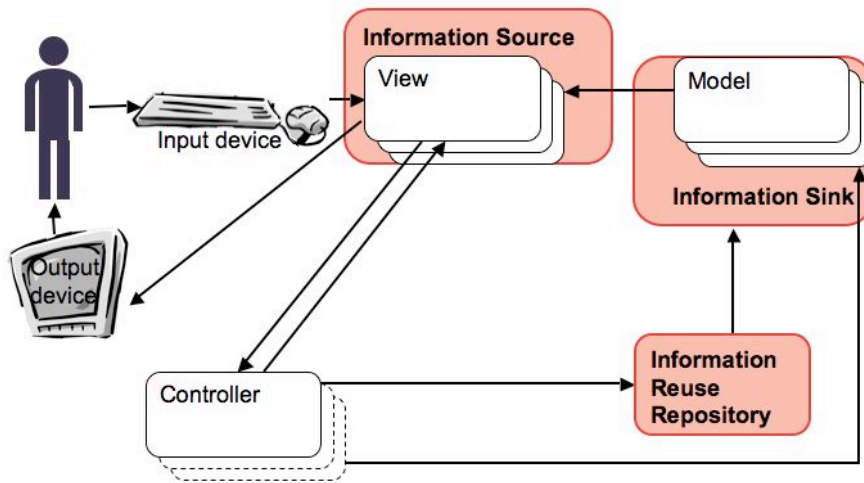 Information Source
View
Model
Input device
Information Sink
Output
device
Information
Reuse
Repository
Controller